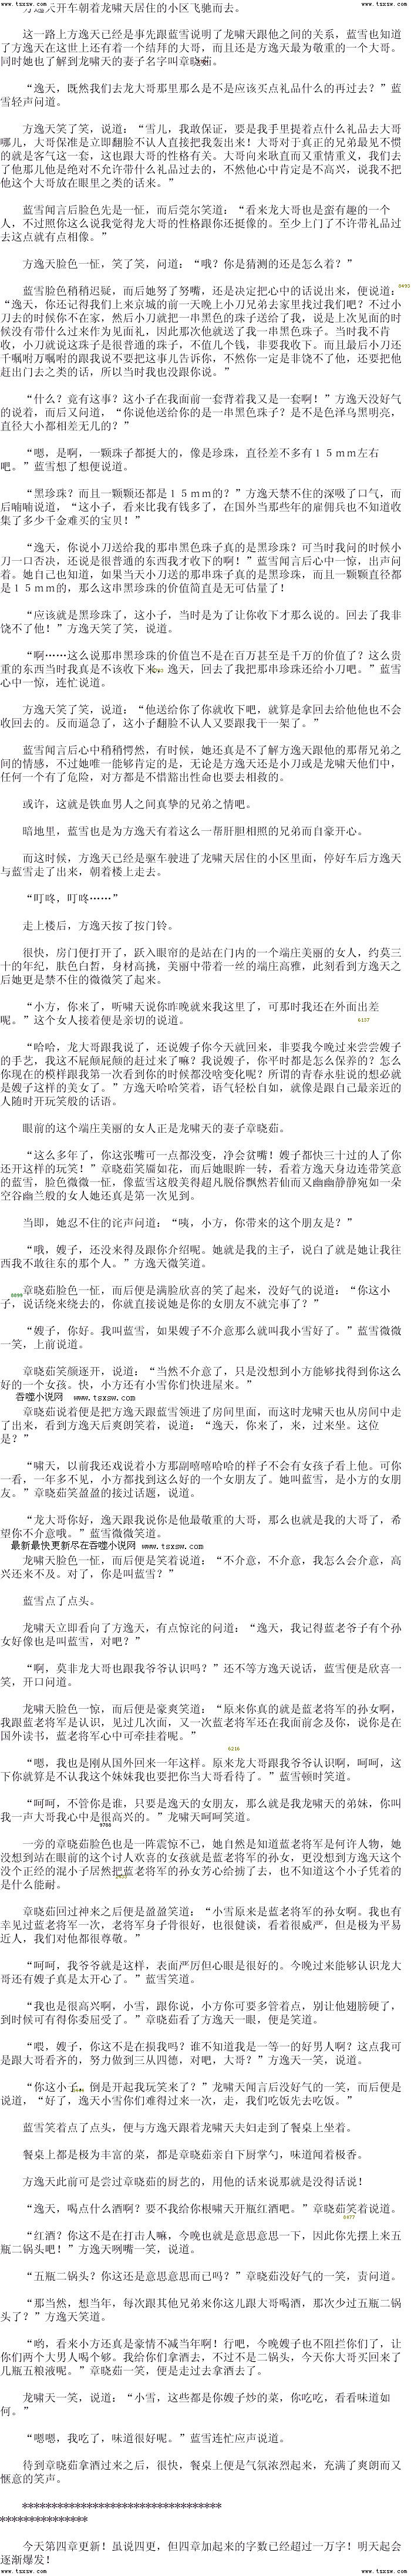 www.tsxsw.com www.tsxsw.com
方逸天开车朝着龙啸天居住的小区飞驰而去。
这一路上方逸天已经是事先跟蓝雪说明了龙啸天跟他之间的关系，蓝雪也知道
了方逸天在这世上还有着一个结拜的大哥，而且还是方逸天最为敬重的一个大哥。
同时她也了解到龙啸天的妻子名字叫章晓茹。
“逸天，既然我们去龙大哥那里那么是不是应该买点礼品什么的再过去？”蓝
雪轻声问道。
方逸天笑了笑，说道：“雪儿，我敢保证，要是我手里提着点什么礼品去大哥
哪儿，大哥保准是立即翻脸不认人直接把我轰出来！大哥对于真正的兄弟最见不惯
的就是客气这一套，这也跟大哥的性格有关。大哥向来耿直而又重情重义，我们去
了他那儿他是绝对不允许带什么礼品过去的，不然他心中肯定是不高兴，说我不把
他这个大哥放在眼里之类的话来。”
蓝雪闻言后脸色先是一怔，而后莞尔笑道：“看来龙大哥也是蛮有趣的一个
人，不过照你这么说我觉得龙大哥的性格跟你还挺像的。至少上门了不许带礼品过
去这点就有点相像。”
方逸天脸色一怔，笑了笑，问道：“哦？你是猜测的还是怎么着？”
蓝雪脸色稍稍迟疑，而后她努了努嘴，还是决定把心中的话说出来，便说道：
“逸天，你还记得我们上来京城的前一天晚上小刀兄弟去家里找过我们吧？不过小
刀去的时候你不在家，然后小刀就把一串黑色的珠子送给了我，说是上次见面的时
候没有带什么过来作为见面礼，因此那次他就送了我一串黑色珠子。当时我不肯
收，小刀就说这珠子是很普通的珠子，不值几个钱，非要我收下。而且最后小刀还
千嘱咐万嘱咐的跟我说不要把这事儿告诉你，不然你一定是非饶不了他，还要把他
赶出门去之类的话，所以当时我也没跟你说。”
“什么？竟有这事？这小子在我面前一套背着我又是一套啊！”方逸天没好气
的说着，而后又问道，“你说他送给你的是一串黑色珠子？是不是色泽乌黑明亮，
直径大小都相差无几的？”
“嗯，是啊，一颗珠子都挺大的，像是珍珠，直径差不多有１５ｍｍ左右
吧。”蓝雪想了想便说道。
“黑珍珠？而且一颗颗还都是１５ｍｍ的？”方逸天禁不住的深吸了口气，而
后喃喃说道，“这小子，看来比我有钱多了，在国外当那些年的雇佣兵也不知道收
集了多少千金难买的宝贝！”
“逸天，你说小刀送给我的那串黑色珠子真的是黑珍珠？可当时我问的时候小
刀一口否决，还说是很普通的东西我才收下的啊！”蓝雪闻言后心中一惊，出声问
着。她自己也知道，如果当天小刀送的那串珠子真的是黑珍珠，而且一颗颗直径都
是１５ｍｍ的，那么这串黑珍珠的价值简直是无可估量了！
“应该就是黑珍珠了，这小子，当时是为了让你收下才那么说的。回去了我非
饶不了他！”方逸天笑了笑，说道。
“啊……这么说那串黑珍珠的价值岂不是在百万甚至是千万的价值了？这么贵
重的东西当时我真是不该收下来。逸天，回去了我把那串珍珠还给小刀吧。”蓝雪
心中一惊，连忙说道。
方逸天笑了笑，说道：“他送给你了你就收下吧，就算是拿回去给他他也不会
收回去的。反而逼急了，这小子翻脸不认人又要跟我干一架了。”
蓝雪闻言后心中稍稍愕然，有时候，她还真是不了解方逸天跟他的那帮兄弟之
间的情感，不过她唯一能够肯定的是，无论是方逸天还是小刀或是龙啸天他们中，
任何一个有了危险，对方都是不惜豁出性命也要去相救的。
或许，这就是铁血男人之间真挚的兄弟之情吧。
暗地里，蓝雪也是为方逸天有着这么一帮肝胆相照的兄弟而自豪开心。
而这时候，方逸天已经是驱车驶进了龙啸天居住的小区里面，停好车后方逸天
与蓝雪走了出来，朝着楼上走去。
“叮咚，叮咚……”
走上楼后，方逸天按了按门铃。
很快，房门便打开了，跃入眼帘的是站在门内的一个端庄美丽的女人，约莫三
十的年纪，肤色白皙，身材高挑，美丽中带着一丝的端庄高雅，此刻看到方逸天之
后她更是禁不住的微微笑了起来。
“小方，你来了，听啸天说你昨晚就来我这里了，可那时我还在外面出差
呢。”这个女人接着便是亲切的说道。
“哈哈，龙大哥跟我说了，还说嫂子你今天就回来，非要我今晚过来尝尝嫂子
的手艺，我这不屁颠屁颠的赶过来了嘛？我说嫂子，你平时都是怎么保养的？怎么
你现在的模样跟我第一次看到你的时候都没啥变化呢？所谓的青春永驻说的想必就
是嫂子这样的美女了。”方逸天哈哈笑着，语气轻松自如，就像是跟自己最亲近的
人随时开玩笑般的话语。
眼前的这个端庄美丽的女人正是龙啸天的妻子章晓茹。
“这么多年了，你这张嘴可一点都没变，净会贫嘴！嫂子都快三十过的人了你
还开这样的玩笑！”章晓茹笑靥如花，而后她眼眸一转，看着方逸天身边连带笑意
的蓝雪，脸色微微一怔，像蓝雪这般美得超凡脱俗飘然若仙而又幽幽静静宛如一朵
空谷幽兰般的女人她还真是第一次见到。
当即，她忍不住的诧声问道：“咦，小方，你带来的这个朋友是？”
“哦，嫂子，还没来得及跟你介绍呢。她就是我的主子，说白了就是她让我往
西我不敢往东的那个人。”方逸天微笑道。
章晓茹脸色一怔，而后便是满脸欣喜的笑了起来，没好气的说道：“你这小
子，说话绕来绕去的，你就直接说她是你的女朋友不就完事了？”
“嫂子，你好。我叫蓝雪，如果嫂子不介意那么就叫我小雪好了。”蓝雪微微
一笑，上前说道。
章晓茹笑颜逐开，说道：“当然不介意了，只是没想到小方能够找得到你这么
好的一个女孩。快，小方还有小雪你们快进屋来。”
吞噬小说网 www.tsxsw.com
章晓茹说着便是把方逸天跟蓝雪领进了房间里面，而这时龙啸天也从房间中走
了出来，看到方逸天后爽朗笑着，说道：“逸天，你来了，来，过来坐。这位
是？”
“啸天，以前我还戏说着小方那副嘻嘻哈哈的样子不会有女孩子看上他。可你
一看，一年多不见，小方都找到这么好的一个女朋友了。她叫蓝雪，是小方的女朋
友。”章晓茹笑盈盈的接过话题，说道。
“龙大哥你好，逸天跟我说你是他最敬重的大哥，那么也就是我的大哥了，希
望你不介意哦。”蓝雪微微笑道。
最新最快更新尽在吞噬小说网 www.tsxsw.com
龙啸天脸色一怔，而后便是笑着说道：“不介意，不介意，我怎么会介意，高
兴还来不及。对了，你是叫蓝雪？”
蓝雪点了点头。
龙啸天立即看向了方逸天，有点惊诧的问道：“逸天，我记得蓝老爷子有个孙
女好像也是叫蓝雪，对吧？”
“啊，莫非龙大哥也跟我爷爷认识吗？”还不等方逸天说话，蓝雪便是欣喜一
笑，开口问道。
龙啸天脸色一惊，而后便是豪爽笑道：“原来你真的就是蓝老将军的孙女啊，
我跟蓝老将军是认识，见过几次面，又一次蓝老将军还在我面前念及你，说你是在
国外读书，蓝老将军心中可牵挂着呢。”
“嗯，我也是刚从国外回来一年这样。原来龙大哥跟我爷爷认识啊，呵呵，这
下你就算是不认我这个妹妹我也要把你当大哥看待了。”蓝雪顿时笑道。
“呵呵，不管你是谁，只要是逸天的女朋友，那么就是我龙啸天的弟妹，你叫
我一声大哥我心中是很高兴的。”龙啸天呵呵笑道。
一旁的章晓茹脸色也是一阵震惊不已，她自然是知道蓝老将军是何许人物，她
没想到站在眼前的这个讨人欢喜的女孩就是蓝老将军的孙女，更没想到方逸天这个
没个正经的混小子居然把蓝老将军的孙女芳心给搞了去，也不知道这个小子凭着的
是什么能耐。
章晓茹回过神来之后便是盈盈笑道：“小雪原来是蓝老将军的孙女啊。我也有
幸见过蓝老将军一次，老将军身子骨很好，也很健谈，看着很威严，但是极为平易
近人，我们对他都很尊敬。”
“呵呵，我爷爷就是这样，表面严厉但心眼是很好的。今晚过来能够认识龙大
哥还有嫂子真是太开心了。”蓝雪笑道。
“我也是很高兴啊，小雪，跟你说，小方你可要多管着点，别让他翅膀硬了，
到时候可有得你委屈受了。”章晓茹看了方逸天一眼，便是笑道。
“喂，嫂子，你这不是在损我吗？谁不知道我是一等一的好男人啊？这点我可
是跟大哥看齐的，努力做到三从四德，对吧，大哥？”方逸天一笑，说道。
“你这小子，倒是开起我玩笑来了？”龙啸天闻言后没好气的一笑，而后便是
说道，“好了，逸天小雪你们难得过来一次，走，我们吃饭先去吃饭。”
蓝雪笑着点了点头，便与方逸天跟着龙啸天夫妇走到了餐桌上坐着。
餐桌上都是极为丰富的菜，都是章晓茹亲自下厨掌勺，味道闻着极香。
方逸天此前可是尝过章晓茹的厨艺的，用他的话来说那就是没得话说！
“逸天，喝点什么酒啊？要不我给你根啸天开瓶红酒吧。”章晓茹笑着说道。
“红酒？你这不是在打击人嘛，今晚也就是意思意思一下，因此你先摆上来五
瓶二锅头吧！”方逸天咧嘴一笑，说道。
“五瓶二锅头？你这还是意思意思而已吗？”章晓茹没好气的一笑，责问道。
“那当然，想当年，每次跟其他兄弟来你这儿跟大哥喝酒，那次少过五瓶二锅
头了？”方逸天笑道。
“哟，看来小方还真是豪情不减当年啊！行吧，今晚嫂子也不阻拦你们了，让
你们两个大男人喝个够。我给你们拿酒去，不过不是二锅头，今天你大哥买回来了
几瓶五粮液呢。”章晓茹一笑，便是走过去拿酒去了。
龙啸天一笑，说道：“小雪，这些都是你嫂子炒的菜，你吃吃，看看味道如
何。”
“嗯嗯，我吃了，味道很好呢。”蓝雪连忙应声说道。
待到章晓茹拿酒过来之后，很快，餐桌上便是气氛浓烈起来，充满了爽朗而又
惬意的笑声。
**********************************
***************
今天第四章更新！虽说四更，但四章加起来的字数已经超过一万字！明天起会
逐渐爆发！
www.tsxsw.com www.tsxsw.com